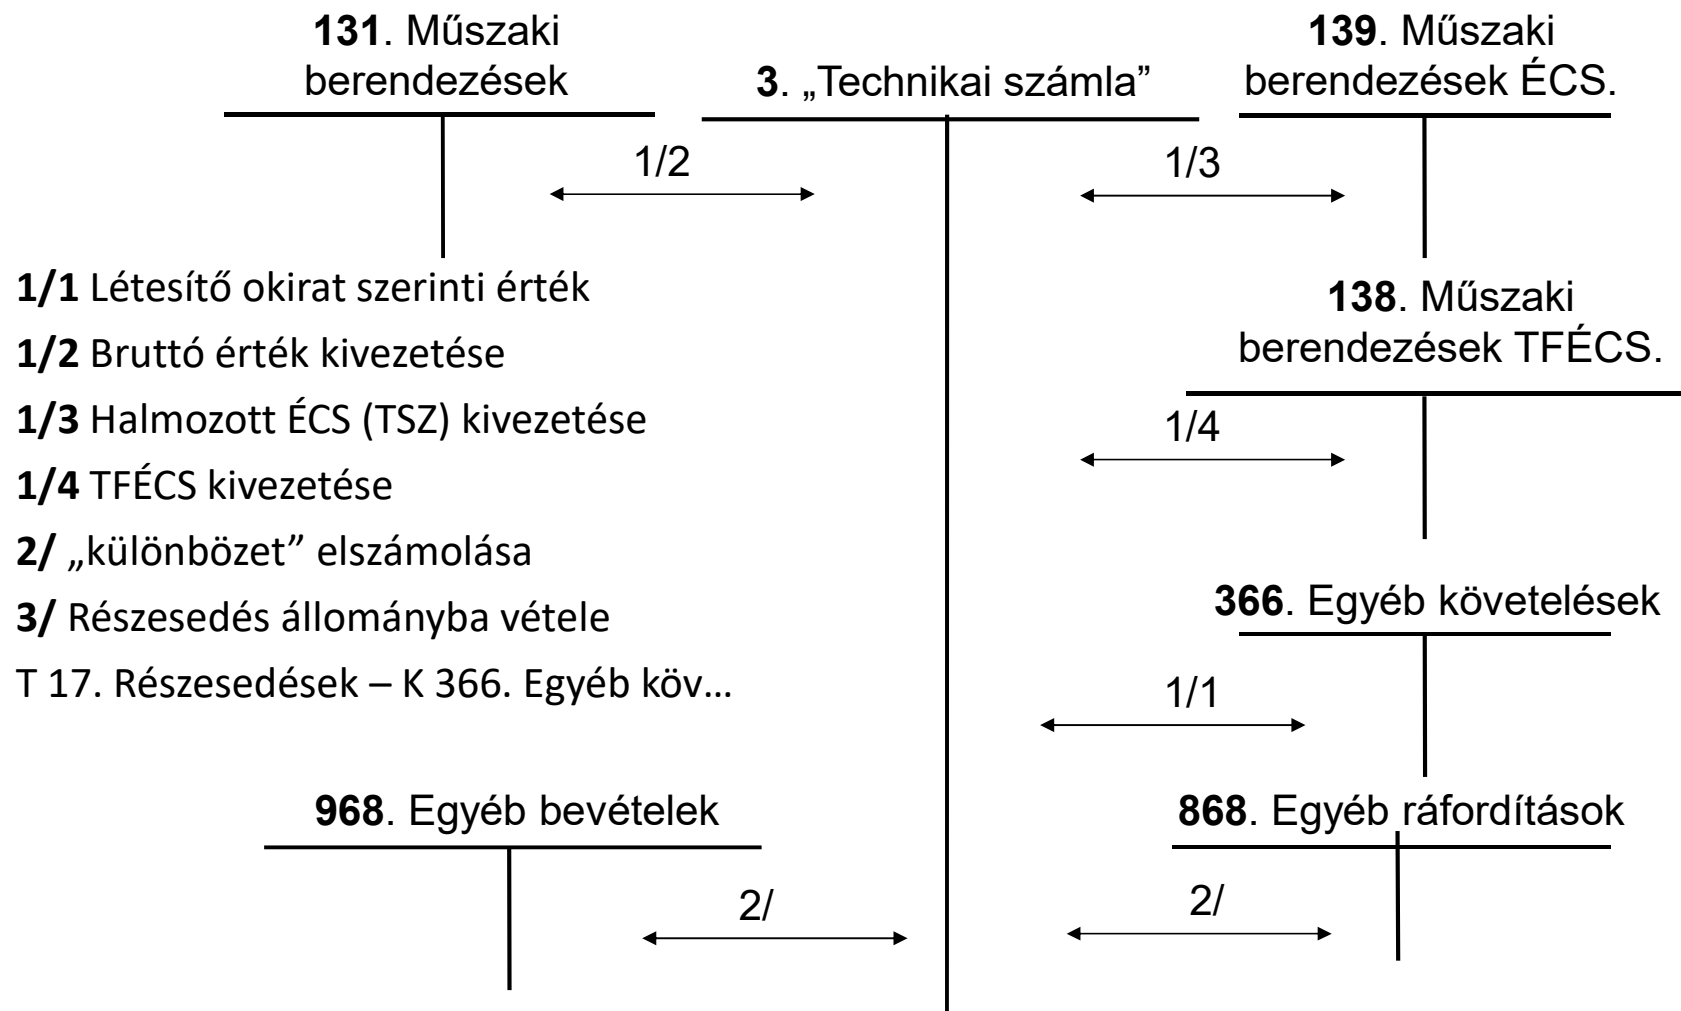 131. Műszaki
berendezések
3. „Technikai számla”
139. Műszaki
berendezések ÉCS.
1/2
1/3
1/1 Létesítő okirat szerinti érték
1/2 Bruttó érték kivezetése
1/3 Halmozott ÉCS (TSZ) kivezetése
1/4 TFÉCS kivezetése
2/ „különbözet” elszámolása
3/ Részesedés állományba vétele
T 17. Részesedések – K 366. Egyéb köv…
138. Műszaki
berendezések TFÉCS.
1/4
366. Egyéb követelések
1/1
968. Egyéb bevételek
868. Egyéb ráfordítások
2/
2/